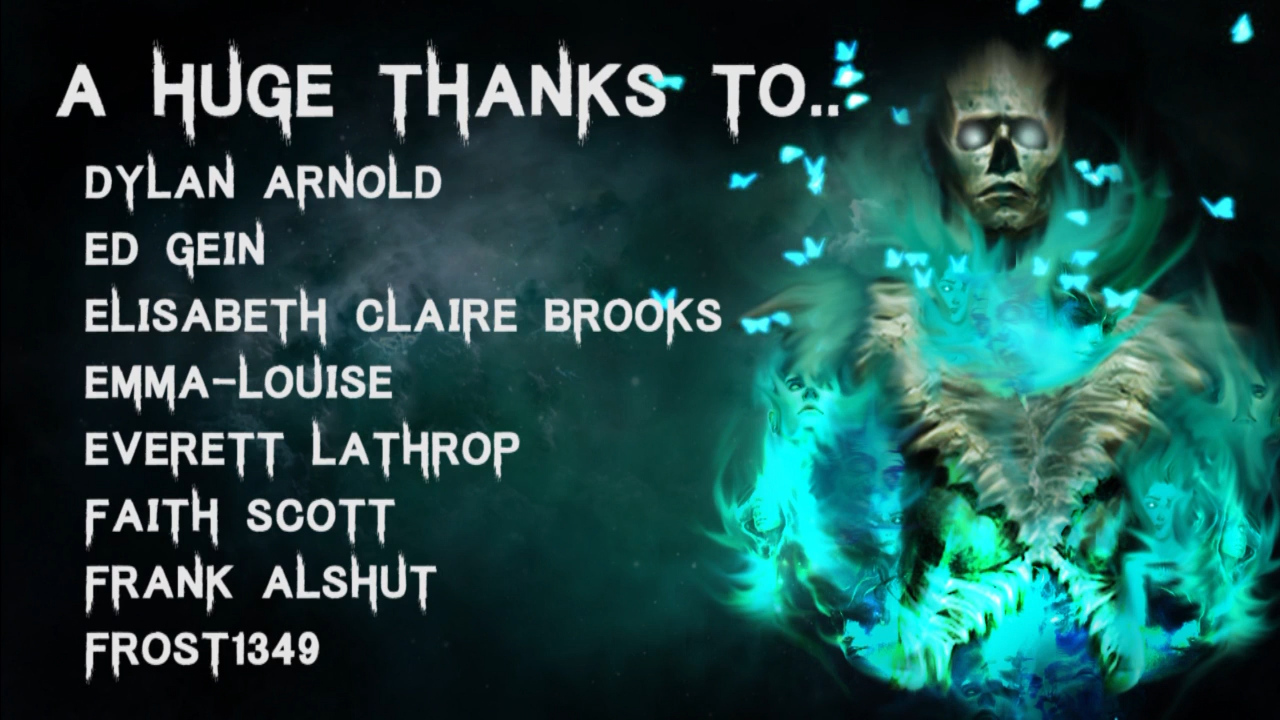 A HUGE THANKS TO..
DYLAN ARNOLD
ED GEIN
ELISABETH CLAIRE BROOKS
EMMA-LOUISE
EVERETT LATHROP
FAITH SCOTT
FRANK ALSHUT
FROST1349